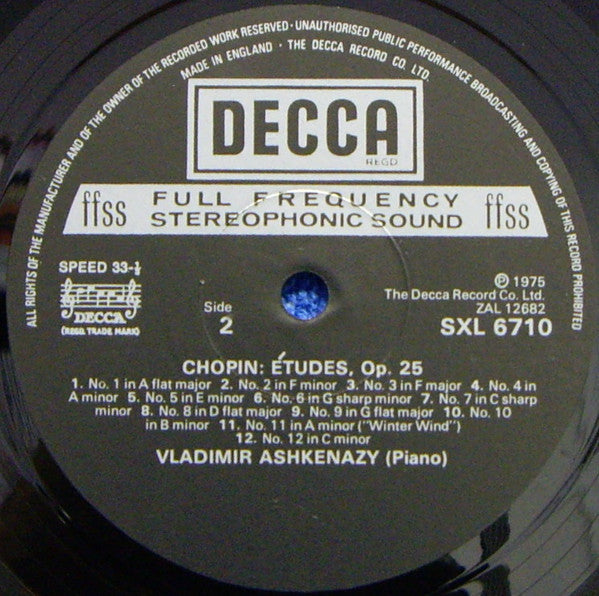 ALL RIGHTS OF THE MANUFACTURER AND OF THE OWNER OF THE RECORDED WORK RESERVED · UNAUTHORISED PUBLIC PERFORMANCE BROADCASTING AND COPYING OF THIS RECORD PROHIBITED
MADE IN ENGLAND · THE DECCA RECORD CO. LTD.
DECCA
REGD
ffss FULL FREQUENCY ffss
STEREOPHONIC SOUND
SPEED 33-⅓
DECCA
(REGD. TRADE MARK)
Side
2
Ⓟ 1975
The Decca Record Co. Ltd.
ZAL 12682
SXL 6710
CHOPIN: ÉTUDES, Op. 25
1. No. 1 in A flat major 2. No. 2 in F minor 3. No. 3 in F major 4. No. 4 in
A minor 5. No. 5 in E minor 6. No. 6 in G sharp minor 7. No. 7 in C sharp
minor 8. No. 8 in D flat major 9. No. 9 in G flat major 10. No. 10
in B minor 11. No. 11 in A minor ("Winter Wind")
12. No. 12 in C minor
VLADIMIR ASHKENAZY (Piano)